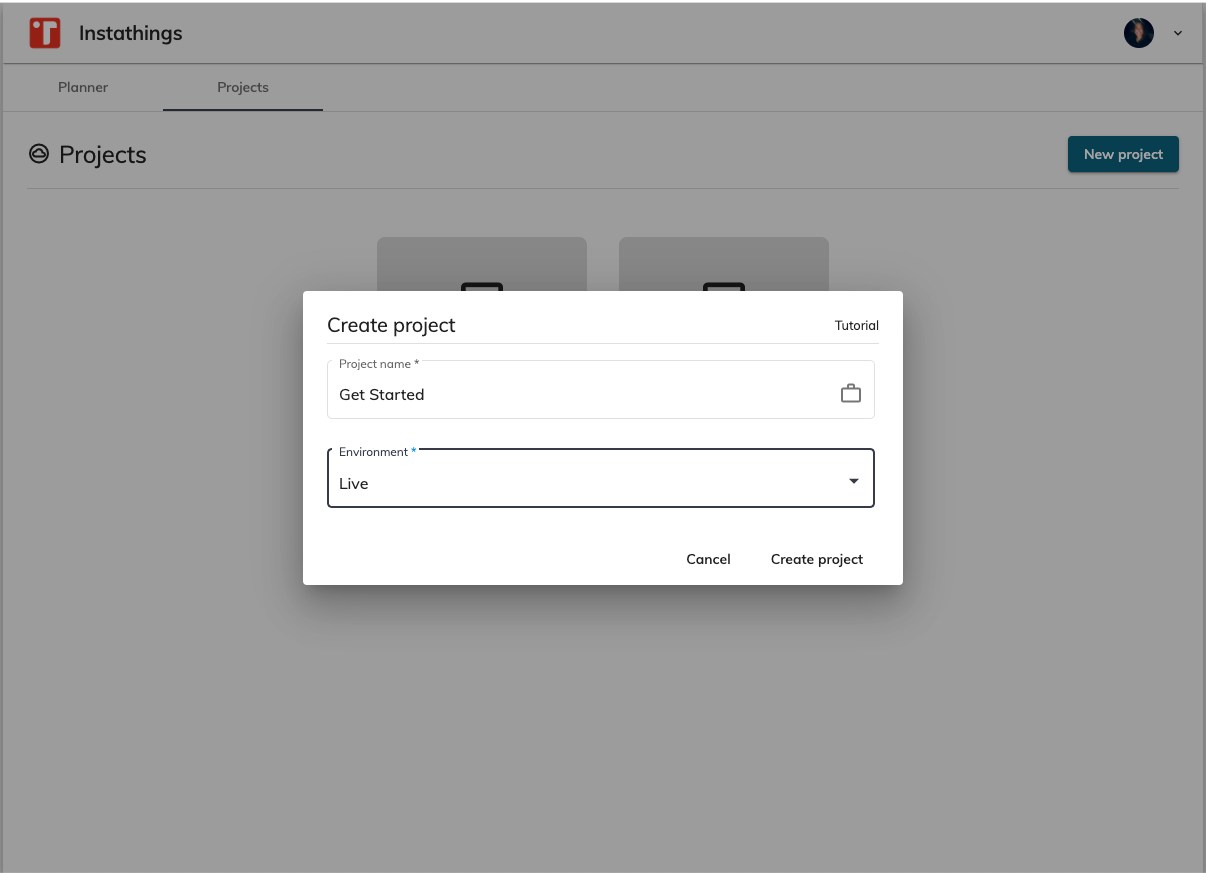 Instathings
Planner
Projects
Projects
New project
Create project
Tutorial
Project name *
Get Started
Environment *
Live
Cancel
Create project